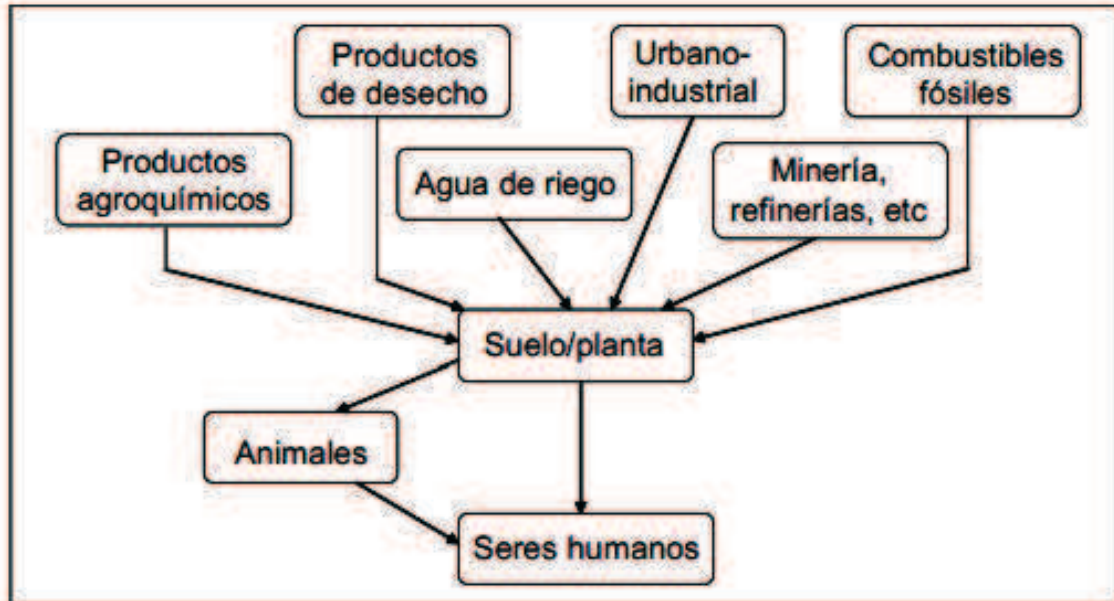 Productos
de desecho
Urbano-
industrial
Combustibles
fósiles
Productos
agroquímicos
Agua de riego
Minería,
refinerías, etc
Suelo/planta
Animales
Seres humanos